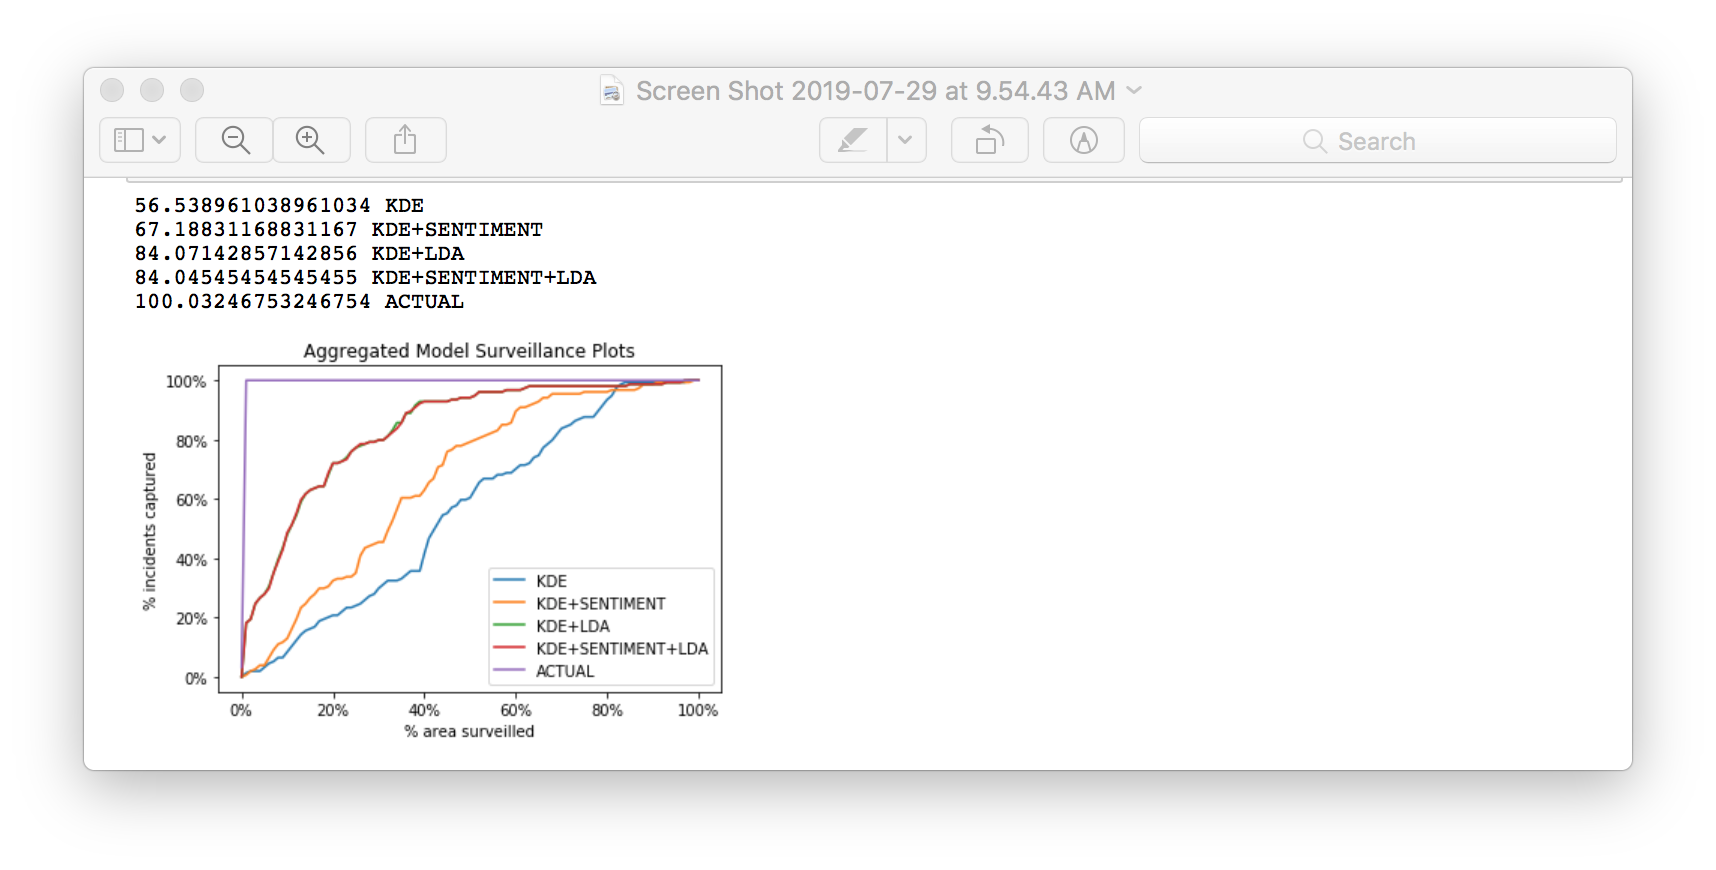 Screen Shot 2019-07-29 at 9.54.43 AM
Search
56.538961038961034 KDE
67.18831168831167 KDE+SENTIMENT
84.07142857142856 KDE+LDA
84.04545454545455 KDE+SENTIMENT+LDA
100.03246753246754 ACTUAL
Aggregated Model Surveillance Plots
100%
80%
60%
40%
20%
0%
% incidents captured
KDE
KDE+SENTIMENT
KDE+LDA
KDE+SENTIMENT+LDA
ACTUAL
0% 20% 40% 60% 80% 100%
% area surveilled